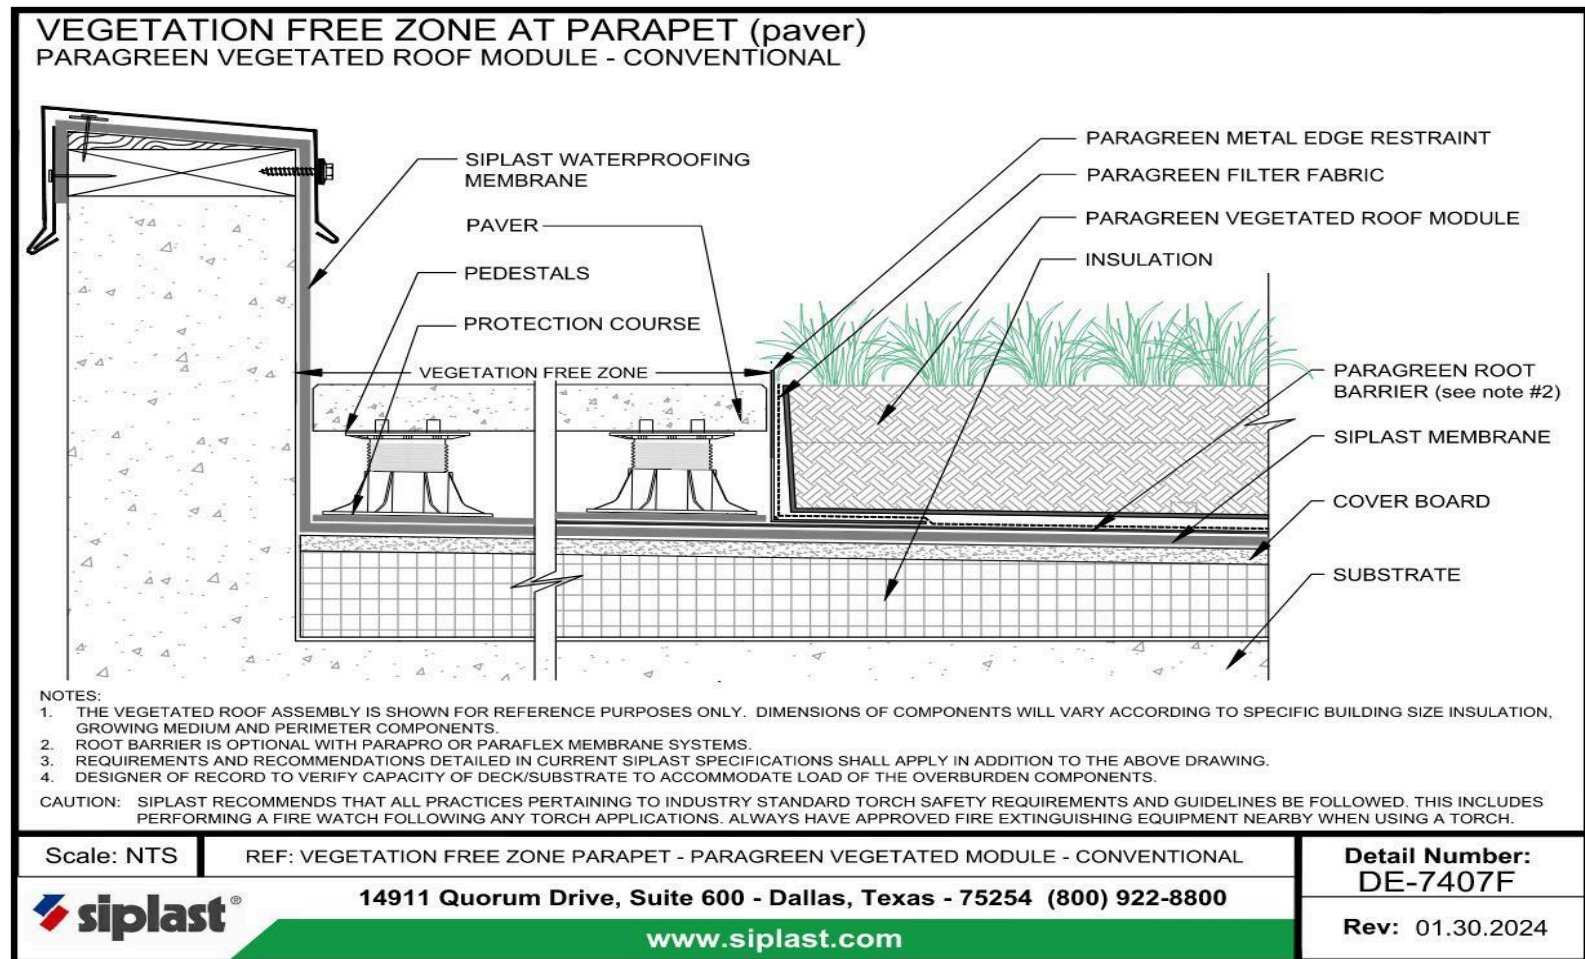 VEGETATION FREE ZONE AT PARAPET (paver)
PARAGREEN VEGETATED ROOF MODULE - CONVENTIONAL
SIPLAST WATERPROOFING
MEMBRANE
PAVER
PEDESTALS
PROTECTION COURSE
VEGETATION FREE ZONE
PARAGREEN METAL EDGE RESTRAINT
PARAGREEN FILTER FABRIC
PARAGREEN VEGETATED ROOF MODULE
INSULATION
PARAGREEN ROOT
BARRIER (see note #2)
SIPLAST MEMBRANE
COVER BOARD
SUBSTRATE
NOTES:
1. THE VEGETATED ROOF ASSEMBLY IS SHOWN FOR REFERENCE PURPOSES ONLY. DIMENSIONS OF COMPONENTS WILL VARY ACCORDING TO SPECIFIC BUILDING SIZE INSULATION,
GROWING MEDIUM AND PERIMETER COMPONENTS.
2. ROOT BARRIER IS OPTIONAL WITH PARAPRO OR PARAFLEX MEMBRANE SYSTEMS.
3. REQUIREMENTS AND RECOMMENDATIONS DETAILED IN CURRENT SIPLAST SPECIFICATIONS SHALL APPLY IN ADDITION TO THE ABOVE DRAWING.
4. DESIGNER OF RECORD TO VERIFY CAPACITY OF DECK/SUBSTRATE TO ACCOMMODATE LOAD OF THE OVERBURDEN COMPONENTS.
CAUTION: SIPLAST RECOMMENDS THAT ALL PRACTICES PERTAINING TO INDUSTRY STANDARD TORCH SAFETY REQUIREMENTS AND GUIDELINES BE FOLLOWED. THIS INCLUDES
PERFORMING A FIRE WATCH FOLLOWING ANY TORCH APPLICATIONS. ALWAYS HAVE APPROVED FIRE EXTINGUISHING EQUIPMENT NEARBY WHEN USING A TORCH.
Scale: NTS
REF: VEGETATION FREE ZONE PARAPET - PARAGREEN VEGETATED MODULE - CONVENTIONAL
siplast®
14911 Quorum Drive, Suite 600 - Dallas, Texas - 75254 (800) 922-8800
www.siplast.com
Detail Number:
DE-7407F
Rev: 01.30.2024